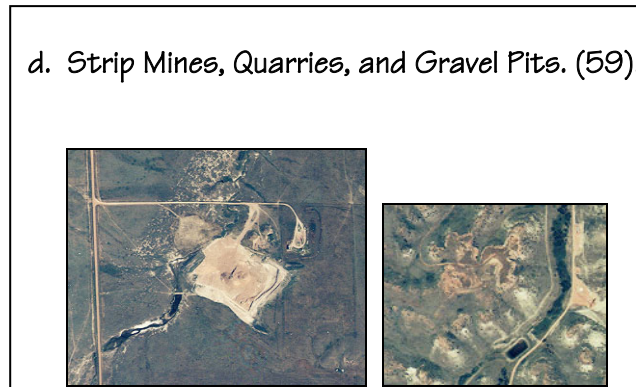 d. Strip Mines, Quarries, and Gravel Pits. (59)